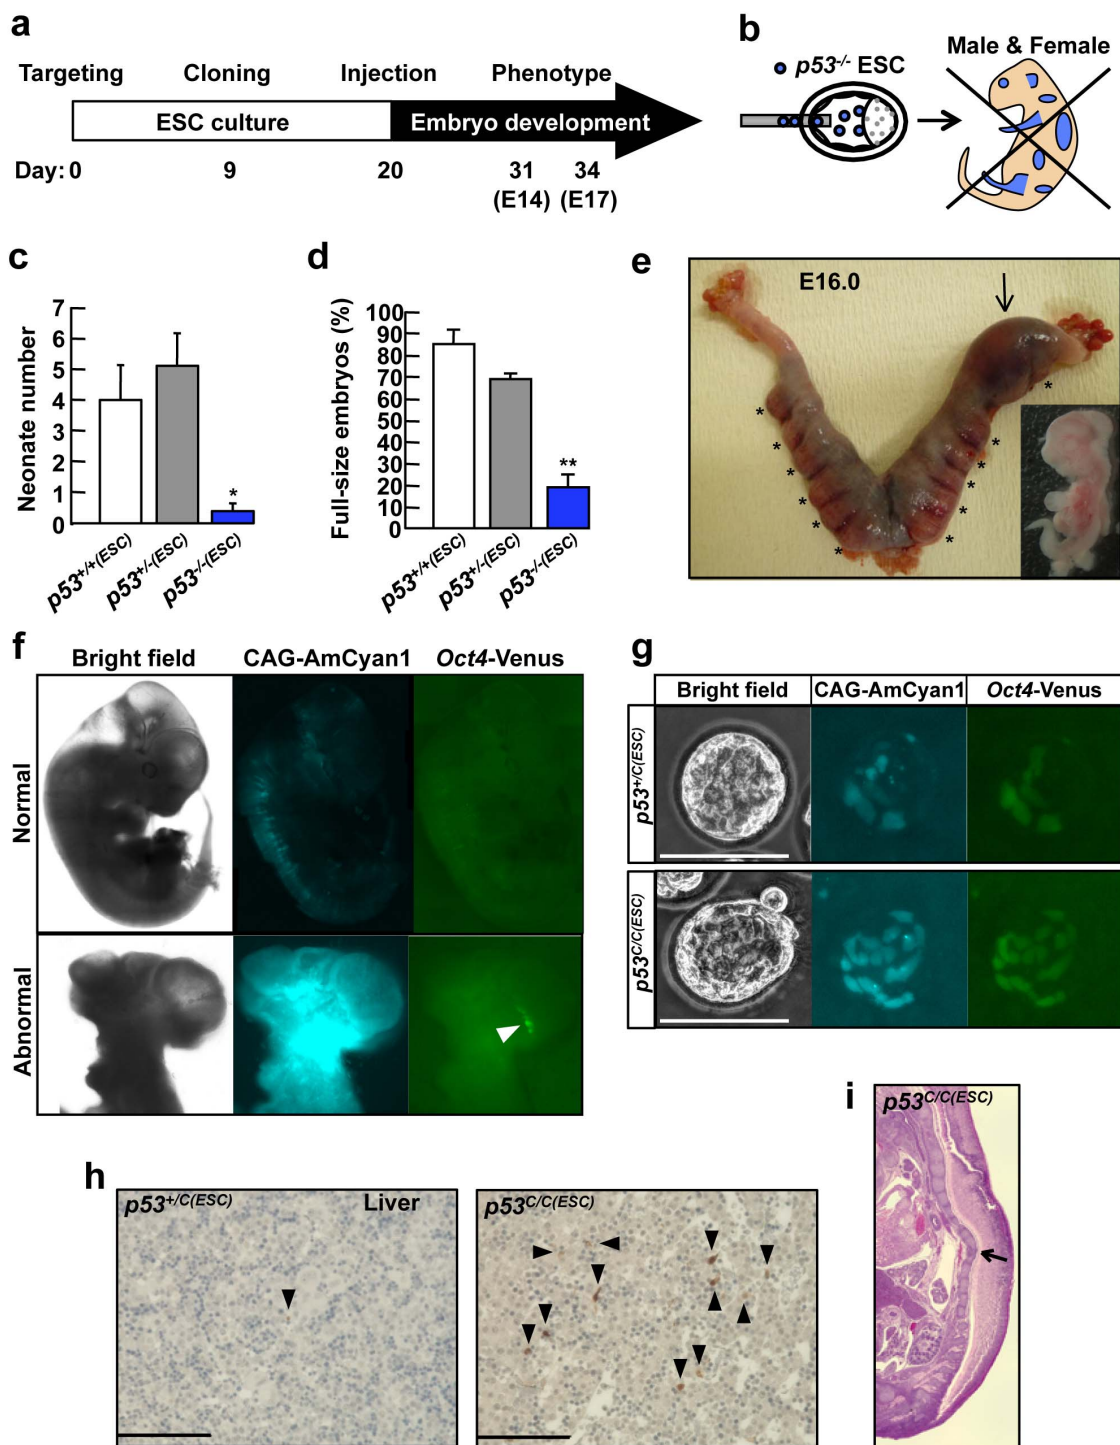 a
Targeting Cloning Injection Phenotype
ESC culture Embryo development
Day: 0 9 20 31 34
(E14) (E17)
b
p53-/- ESC
Male & Female
c
Neonate number
7
6
5
4
3
2
1
0
*
p53+/+(ESC)
p53+/-(ESC)
p53-/-(ESC)
d
Full-size embryos (%)
100
90
80
70
60
50
40
30
20
10
0
**
p53+/+(ESC)
p53+/-(ESC)
p53-/-(ESC)
e
E16.0
* * * * * * * * * * * *
f
Bright field CAG-AmCyan1 Oct4-Venus
Normal
Abnormal
g
Bright field CAG-AmCyan1 Oct4-Venus
p53+/C(ESC)
p53C/C(ESC)
h
p53+/C(ESC) Liver
p53C/C(ESC)
i
p53C/C(ESC)